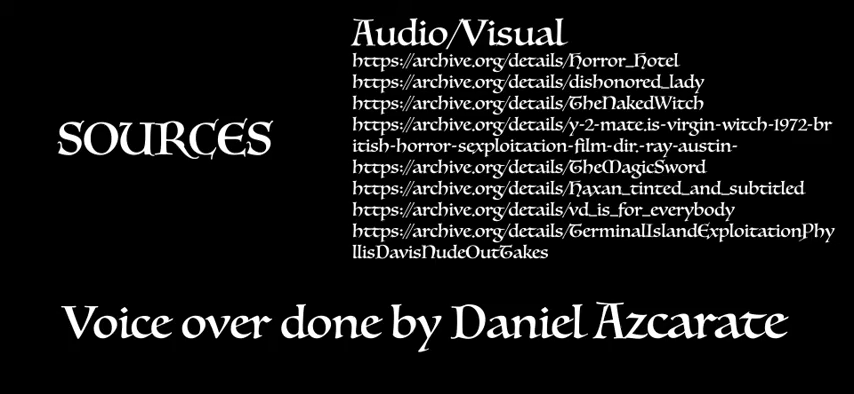 SOURCES
Audio/Visual
https://archive.org/details/Horror_Hotel
https://archive.org/details/dishonored_lady
https://archive.org/details/TheNakedWitch
https://archive.org/details/y-2-mate.is-virgin-witch-1972-br
itish-horror-sexploitation-film-dir.-ray-austin-
https://archive.org/details/TheMagicSword
https://archive.org/details/Haxan_tinted_and_subtitled
https://archive.org/details/vd_is_for_everybody
https://archive.org/details/TerminalIslandExploitationPhy
llisDavisNudeOutTakes
Voice over done by Daniel Azcarate